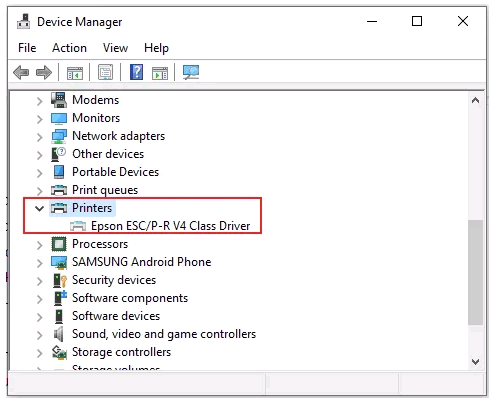 Device Manager
File Action View Help
Modems
Monitors
Network adapters
Other devices
Portable Devices
Print queues
Printers
Epson ESC/P-R V4 Class Driver
Processors
SAMSUNG Android Phone
Security devices
Software components
Software devices
Sound, video and game controllers
Storage controllers
Storage volumes